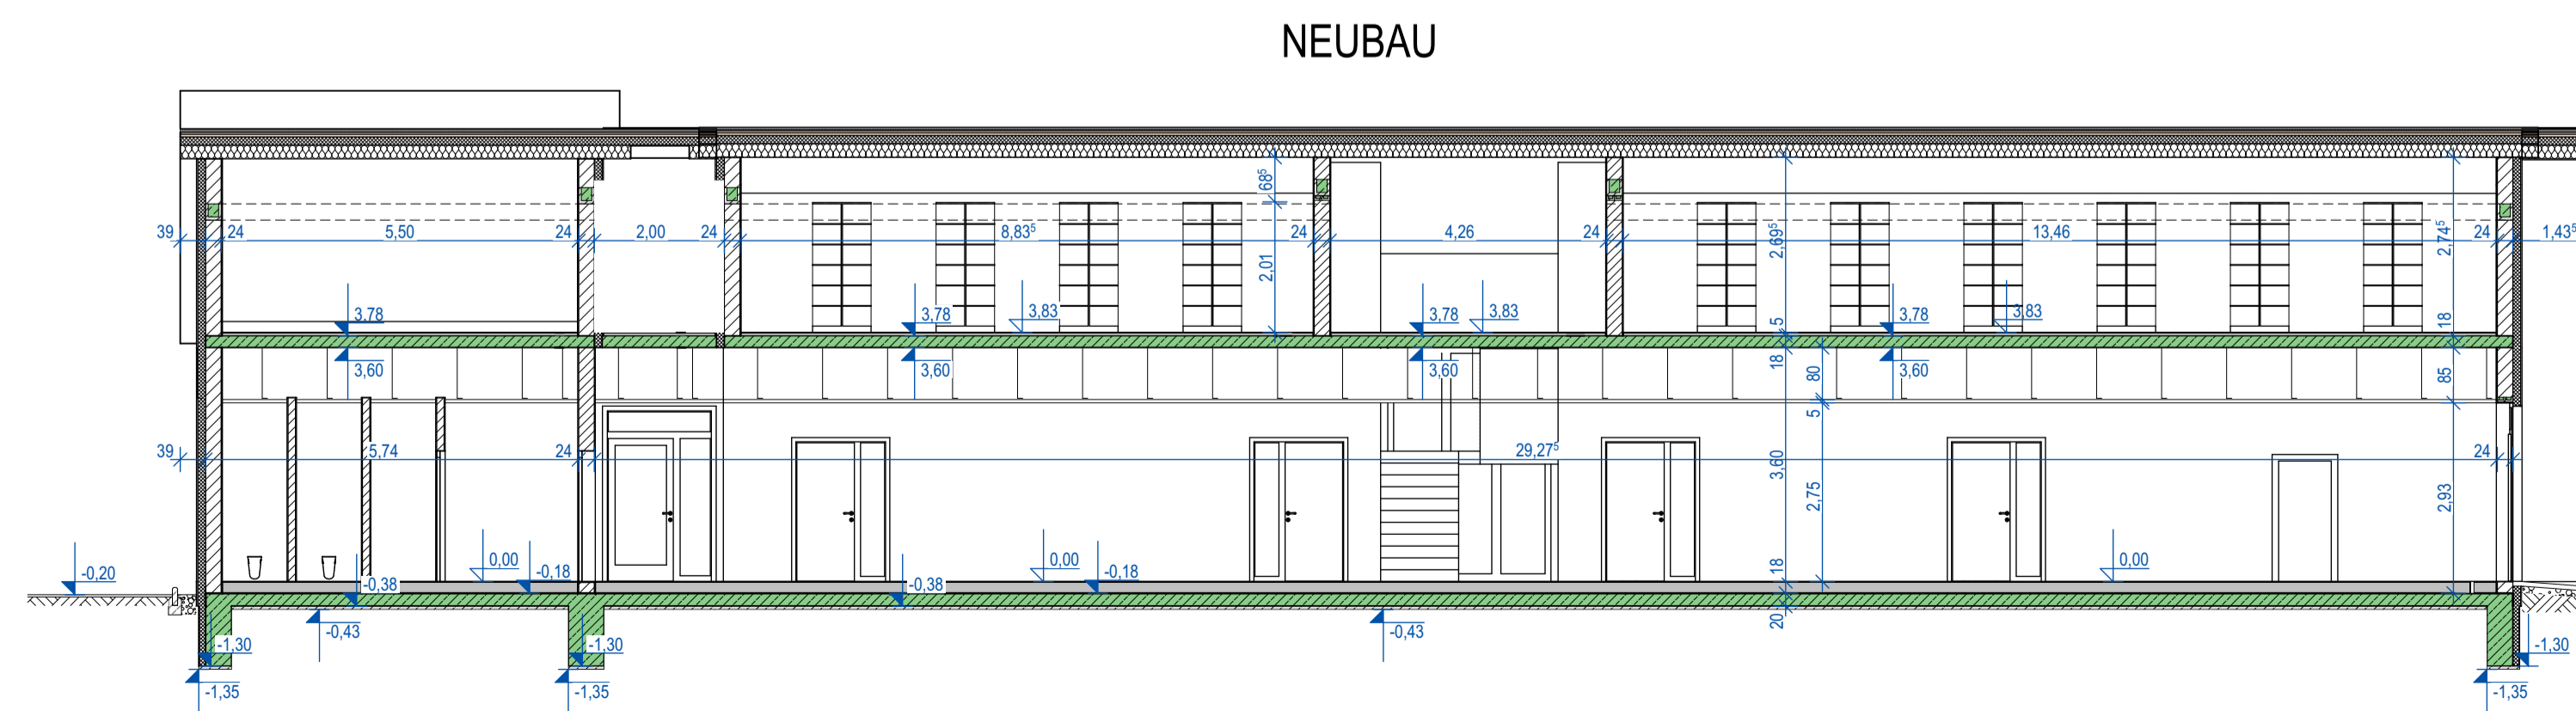 NEUBAU
68⁵
39 24 5,50 24 2,00 24 8,83⁵ 24 4,26 24 13,46 24 1,43⁵
2,01 2,69⁵ 2,74⁵
3,78 3,78 3,83 3,78 3,83 5 3,78 3,83 18
3,60 3,60 3,60 18 80 3,60 85
5
39 5,74 24 29,27⁵ 24
3,60 2,75 2,93
-0,20 0,00 -0,18 0,00 -0,18 18 0,00
-0,38 -0,38
-0,43 -0,43 20
-1,30 -1,30 -1,30
-1,35 -1,35 -1,35